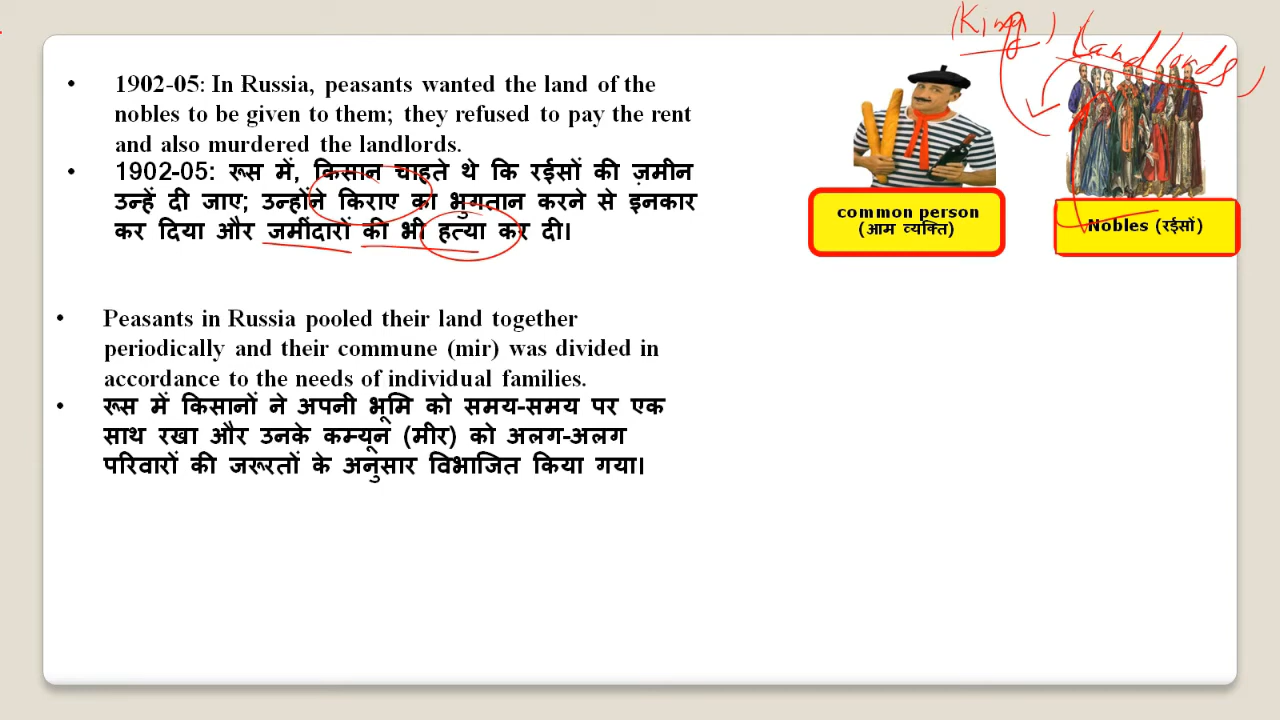 (King)
(Landlords)
• 1902-05: In Russia, peasants wanted the land of the
nobles to be given to them; they refused to pay the rent
and also murdered the landlords.
• 1902-05: रूस में, किसान चाहते थे कि रईसों की ज़मीन
उन्हें दी जाए; उन्होंने किराए का भुगतान करने से इनकार
कर दिया और जमींदारों की भी हत्या कर दी।
common person
(आम व्यक्ति)
Nobles (रईसों)
• Peasants in Russia pooled their land together
periodically and their commune (mir) was divided in
accordance to the needs of individual families.
• रूस में किसानों ने अपनी भूमि को समय-समय पर एक
साथ रखा और उनके कम्यून (मीर) को अलग-अलग
परिवारों की जरूरतों के अनुसार विभाजित किया गया।